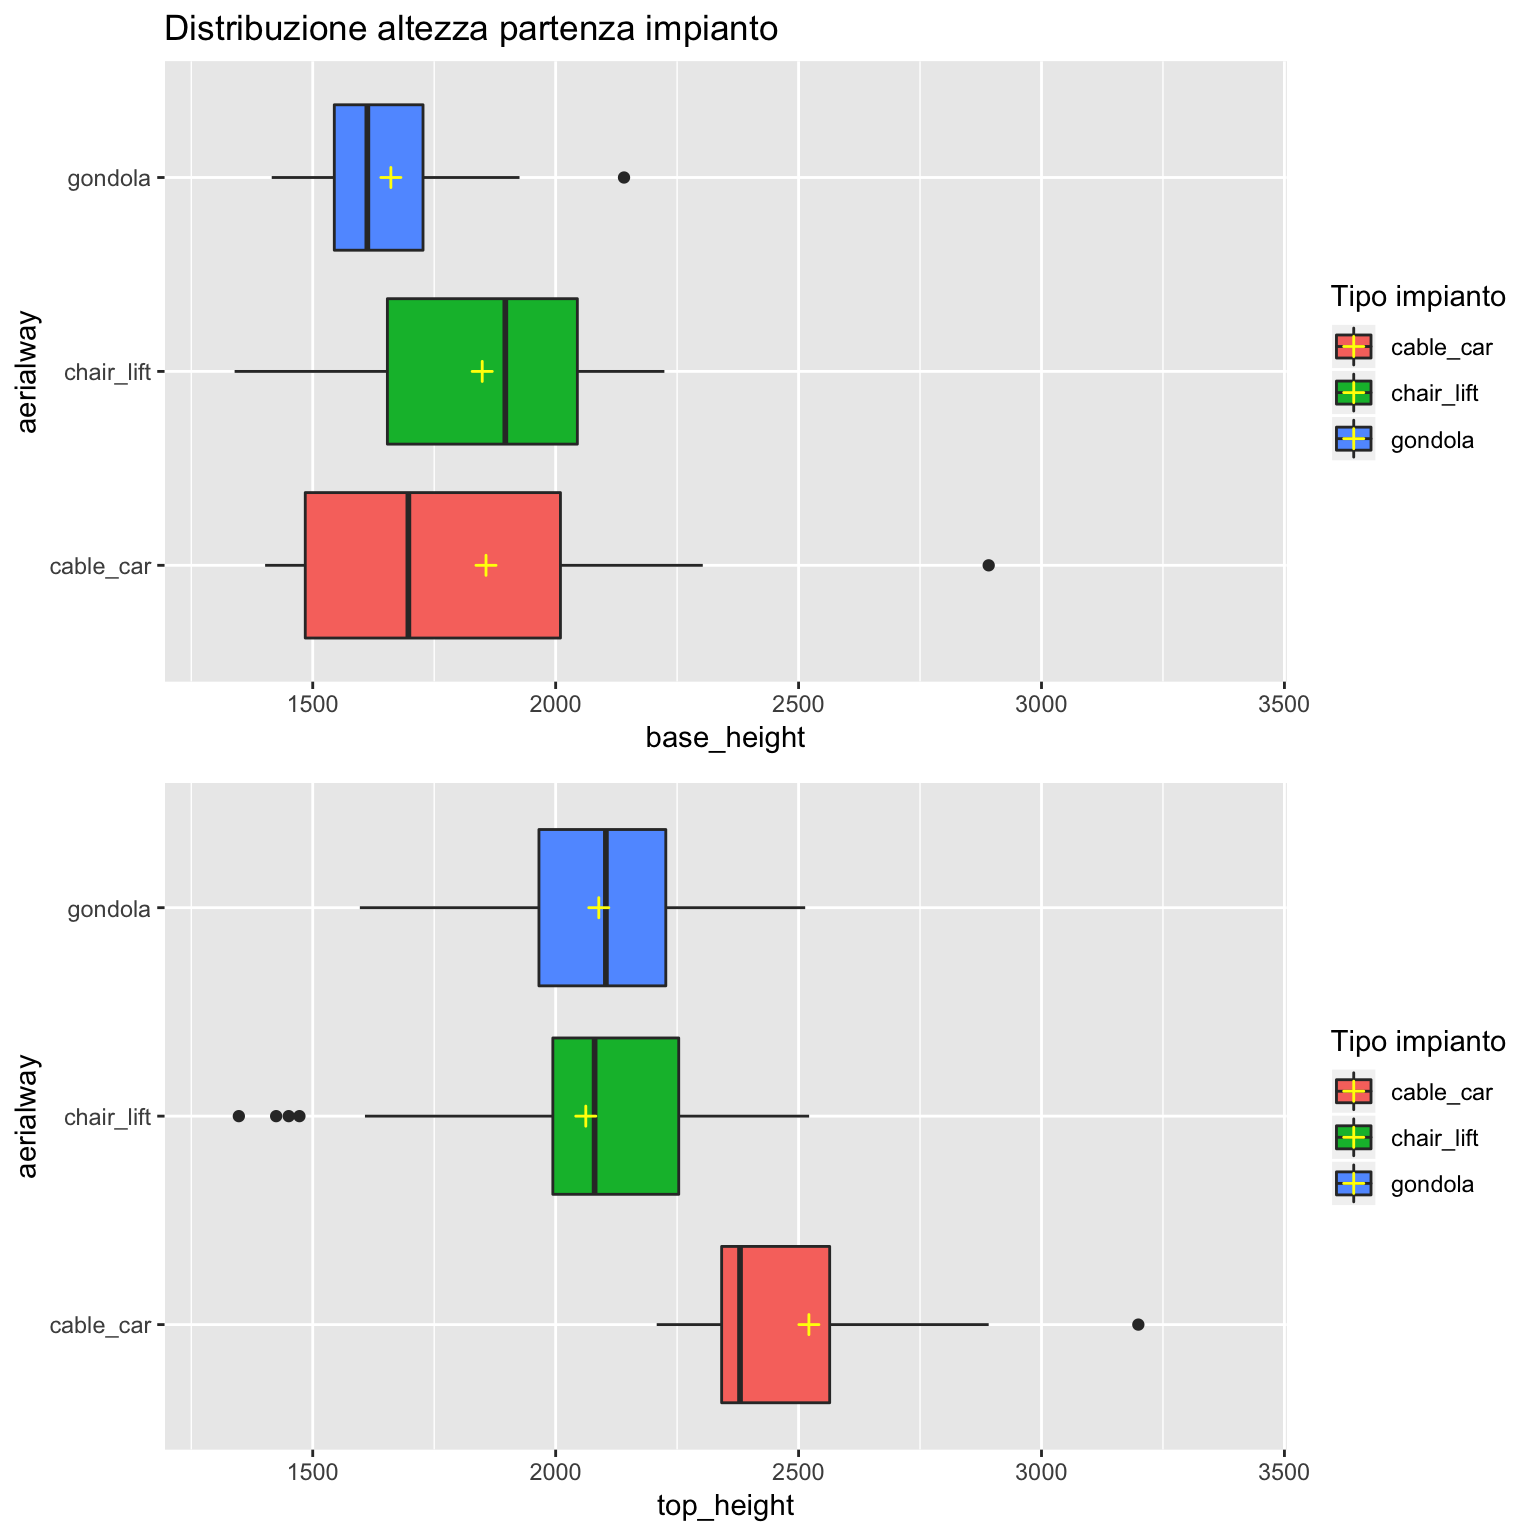 Distribuzione altezza partenza impianto
aerialway
gondola
chair_lift
cable_car
1500 2000 2500 3000 3500
base_height
Tipo impianto
cable_car
chair_lift
gondola
aerialway
gondola
chair_lift
cable_car
1500 2000 2500 3000 3500
top_height
Tipo impianto
cable_car
chair_lift
gondola